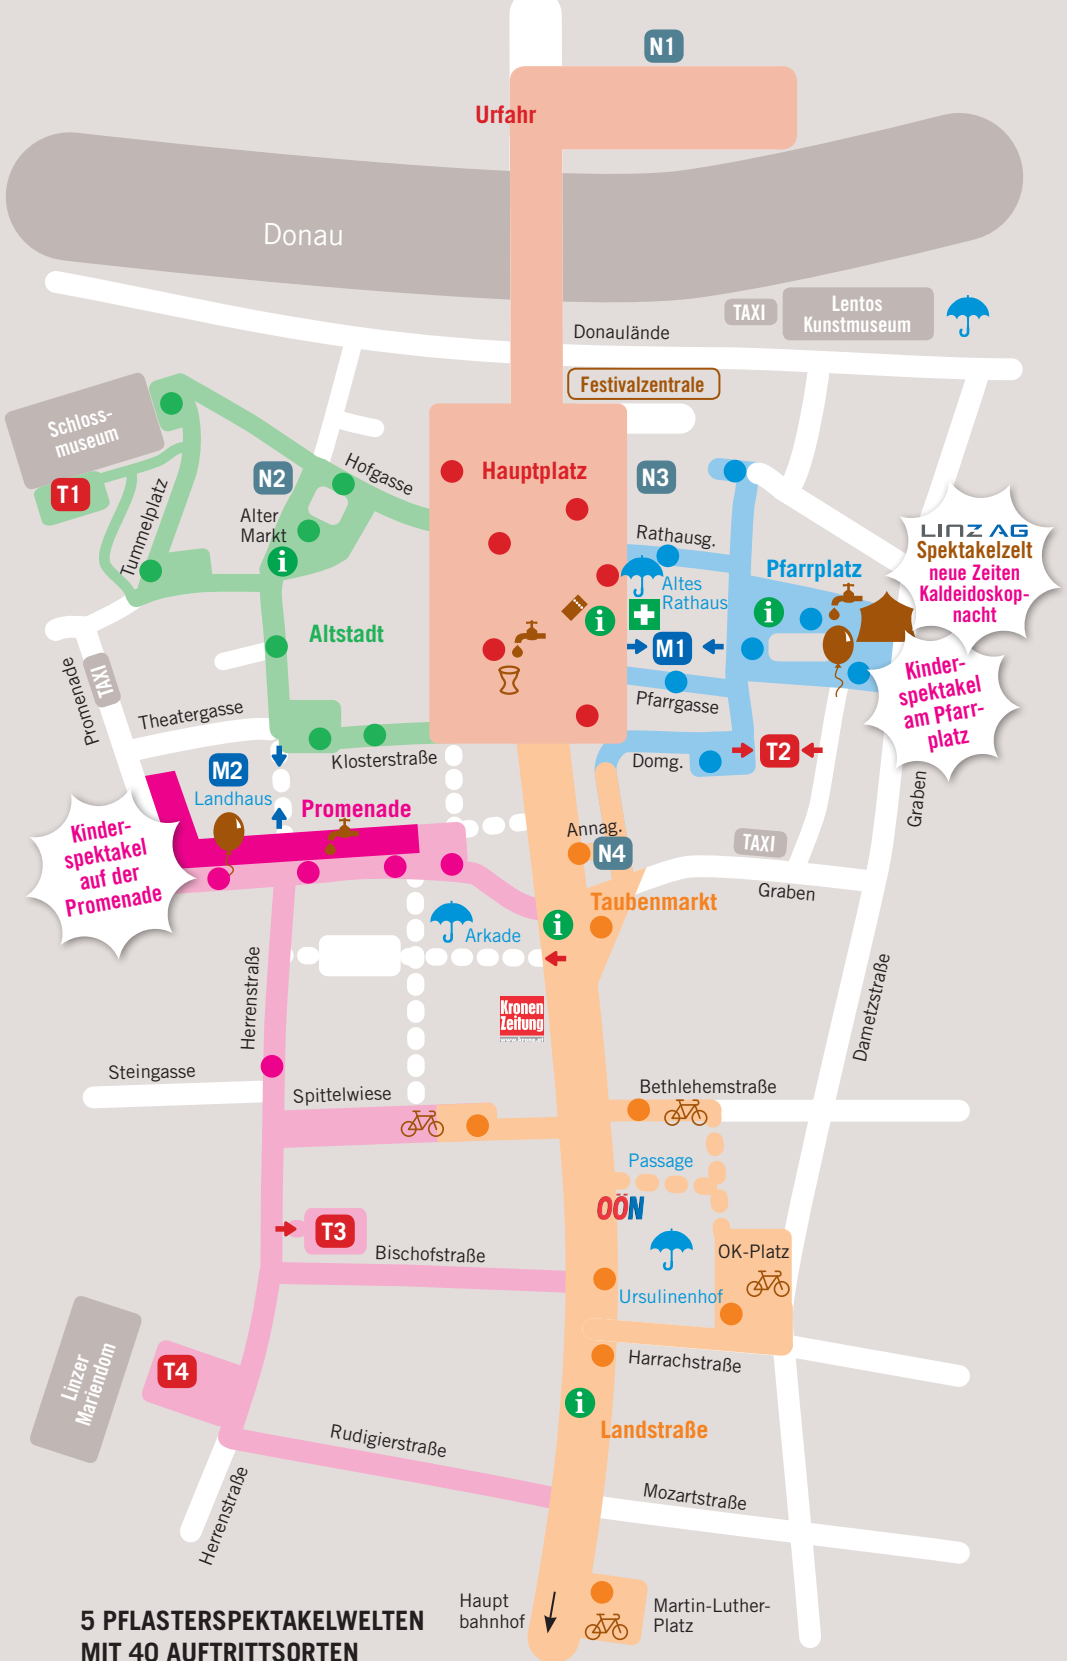 N1
Urfahr
Donau
TAXI
Lentos
Kunstmuseum
Donaulände
Festivalzentrale
Schloss-
museum
T1
Tummelplatz
N2
Hofgasse
Alter
Markt
i
Hauptplatz
N3
Rathausg.
Altes
Rathaus
i
M1
Pfarrgasse
Pfarrplatz
i
LINZ AG
Spektakelzelt
neue Zeiten
Kaldeidoskop-
nacht
Kinder-
spektakel
am Pfarr-
platz
Altstadt
Promenade
TAXI
Theatergasse
Klosterstraße
Domg.
T2
Graben
M2
Landhaus
Promenade
Kinder-
spektakel
auf der
Promenade
Annag.
N4
TAXI
Graben
Taubenmarkt
i
Arkade
Herrenstraße
Kronen
Zeitung
www.krone.at
Dametzstraße
Steingasse
Spittelwiese
Bethlehemstraße
Passage
OÖN
T3
Bischofstraße
OK-Platz
Ursulinenhof
Linzer
Mariendom
T4
Harrachstraße
i
Landstraße
Rudigierstraße
Herrenstraße
Mozartstraße
Haupt
bahnhof
Martin-Luther-
Platz
5 PFLASTERSPEKTAKELWELTEN
MIT 40 AUFTRITTSORTEN